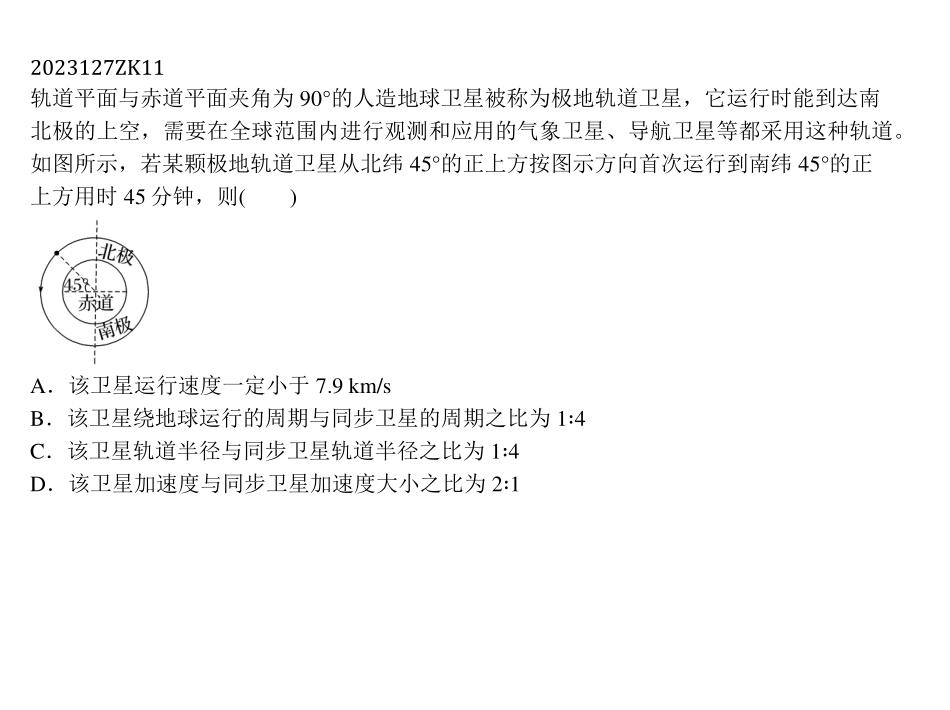 2023127ZK11
轨道平面与赤道平面夹角为 90°的人造地球卫星被称为极地轨道卫星，它运行时能到达南
北极的上空，需要在全球范围内进行观测和应用的气象卫星、导航卫星等都采用这种轨道。
如图所示，若某颗极地轨道卫星从北纬 45°的正上方按图示方向首次运行到南纬 45°的正
上方用时 45 分钟，则(　　)
北极
45°
赤道
南极
A．该卫星运行速度一定小于 7.9 km/s
B．该卫星绕地球运行的周期与同步卫星的周期之比为 1∶4
C．该卫星轨道半径与同步卫星轨道半径之比为 1∶4
D．该卫星加速度与同步卫星加速度大小之比为 2∶1